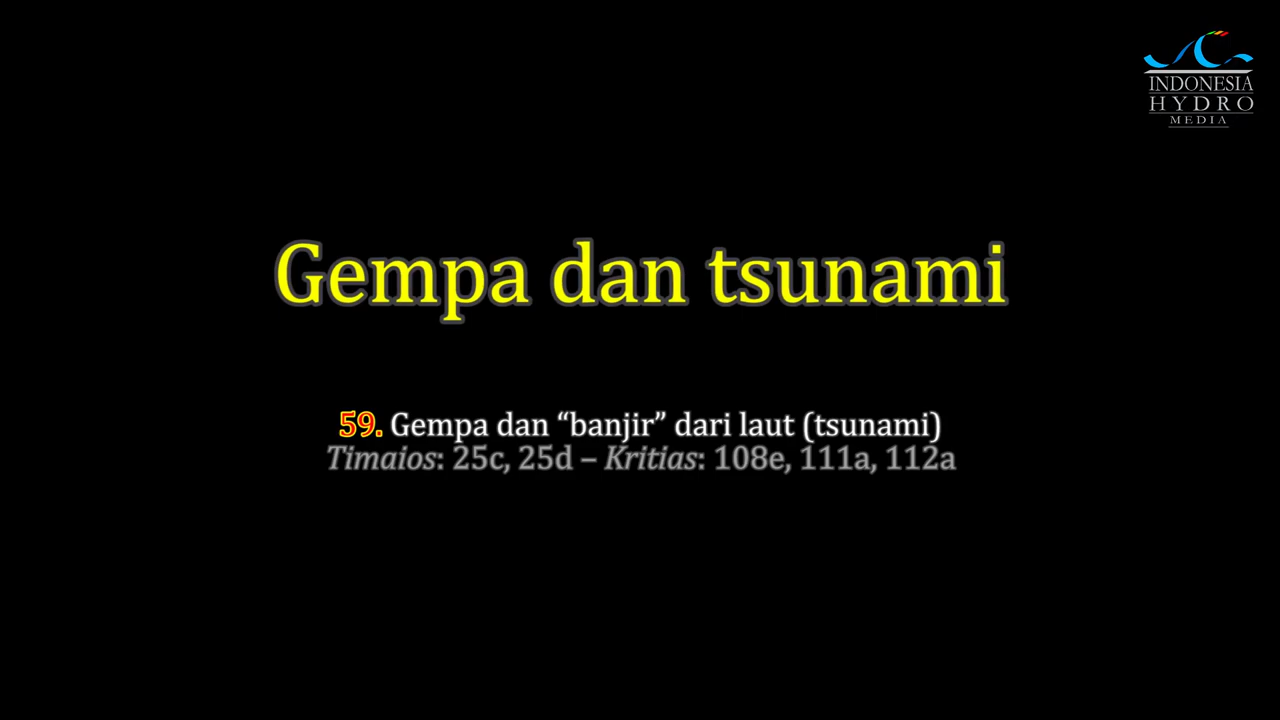 INDONESIA
HYDRO
MEDIA
Gempa dan tsunami
59. Gempa dan “banjir” dari laut (tsunami)
Timaios: 25c, 25d – Kritias: 108e, 111a, 112a